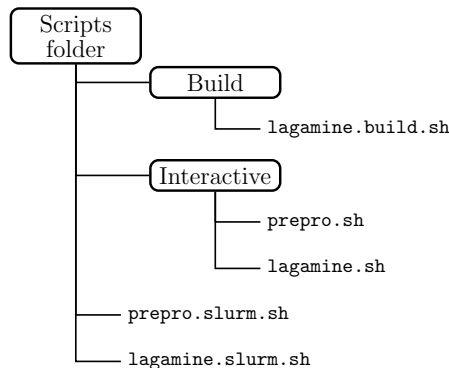 Scripts
folder
Build
lagamine.build.sh
Interactive
prepro.sh
lagamine.sh
prepro.slurm.sh
lagamine.slurm.sh